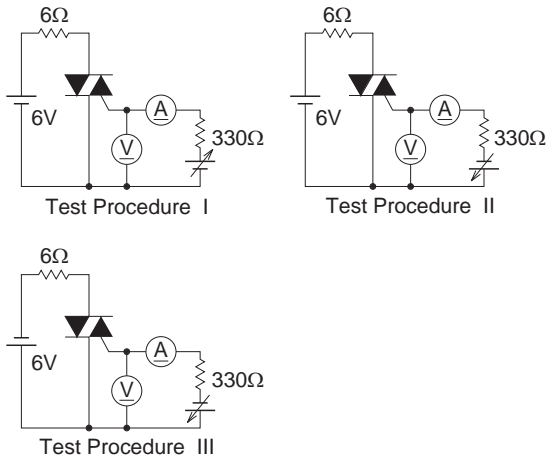 6Ω
6V
A
V
330Ω
Test Procedure I
6Ω
6V
A
V
330Ω
Test Procedure II
6Ω
6V
A
V
330Ω
Test Procedure III